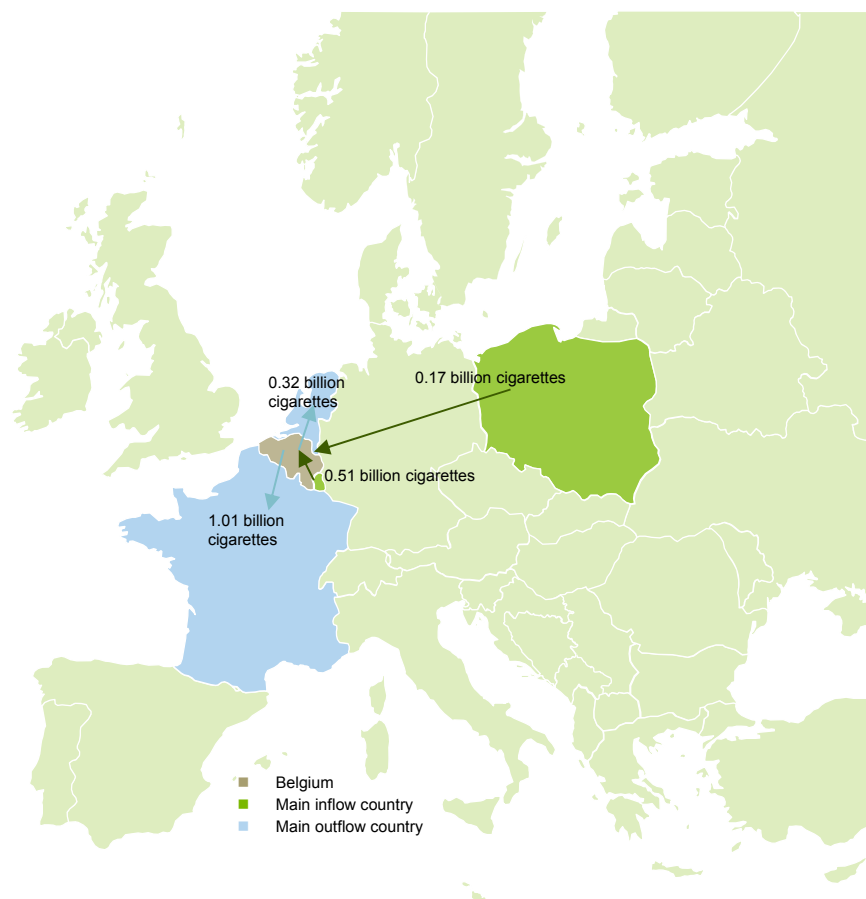 0.32 billion
cigarettes
0.17 billion cigarettes
0.51 billion cigarettes
1.01 billion
cigarettes
Belgium
Main inflow country
Main outflow country